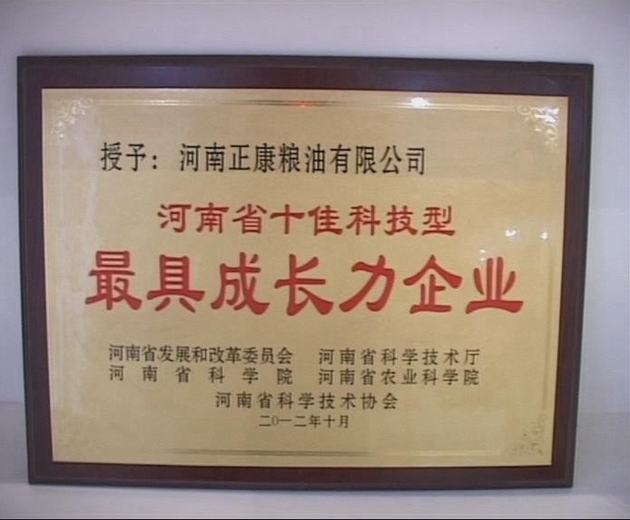 授予：河南正康粮油有限公司
河南省十佳科技型
最具成长力企业
河南省发展和改革委员会 河南省科学技术厅
河南省科学院 河南省农业科学院
河南省科学技术协会
二〇一二年十月